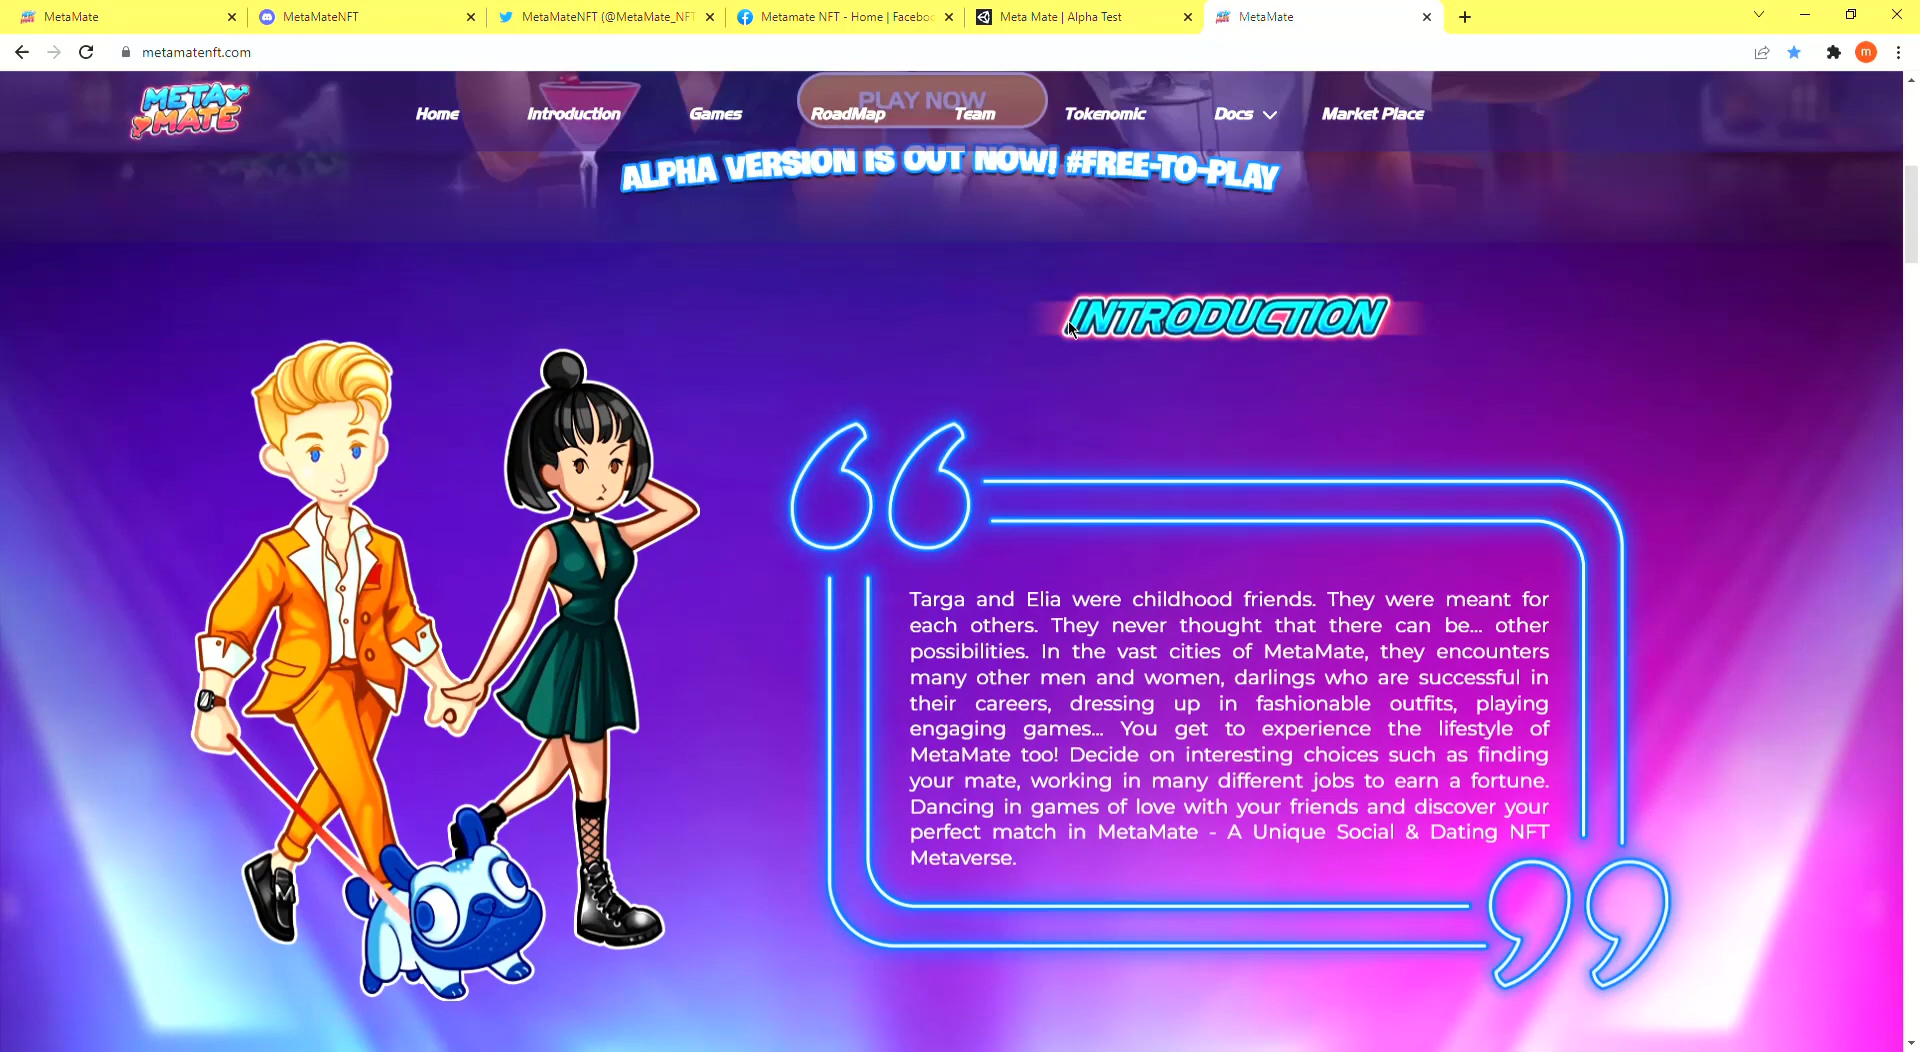 MetaMate
MetaMateNFT
MetaMateNFT (@MetaMate_NFT
Metamate NFT - Home | Faceboo
Meta Mate | Alpha Test
MetaMate
metamatenft.com
m
META MATE
PLAY NOW
Home
Introduction
Games
RoadMap
Team
Tokenomic
Docs
Market Place
ALPHA VERSION IS OUT NOW! #FREE-TO-PLAY
INTRODUCTION
Targa and Elia were childhood friends. They were meant for
each others. They never thought that there can be... other
possibilities. In the vast cities of MetaMate, they encounters
many other men and women, darlings who are successful in
their careers, dressing up in fashionable outfits, playing
engaging games... You get to experience the lifestyle of
MetaMate too! Decide on interesting choices such as finding
your mate, working in many different jobs to earn a fortune.
Dancing in games of love with your friends and discover your
perfect match in MetaMate - A Unique Social & Dating NFT
Metaverse.